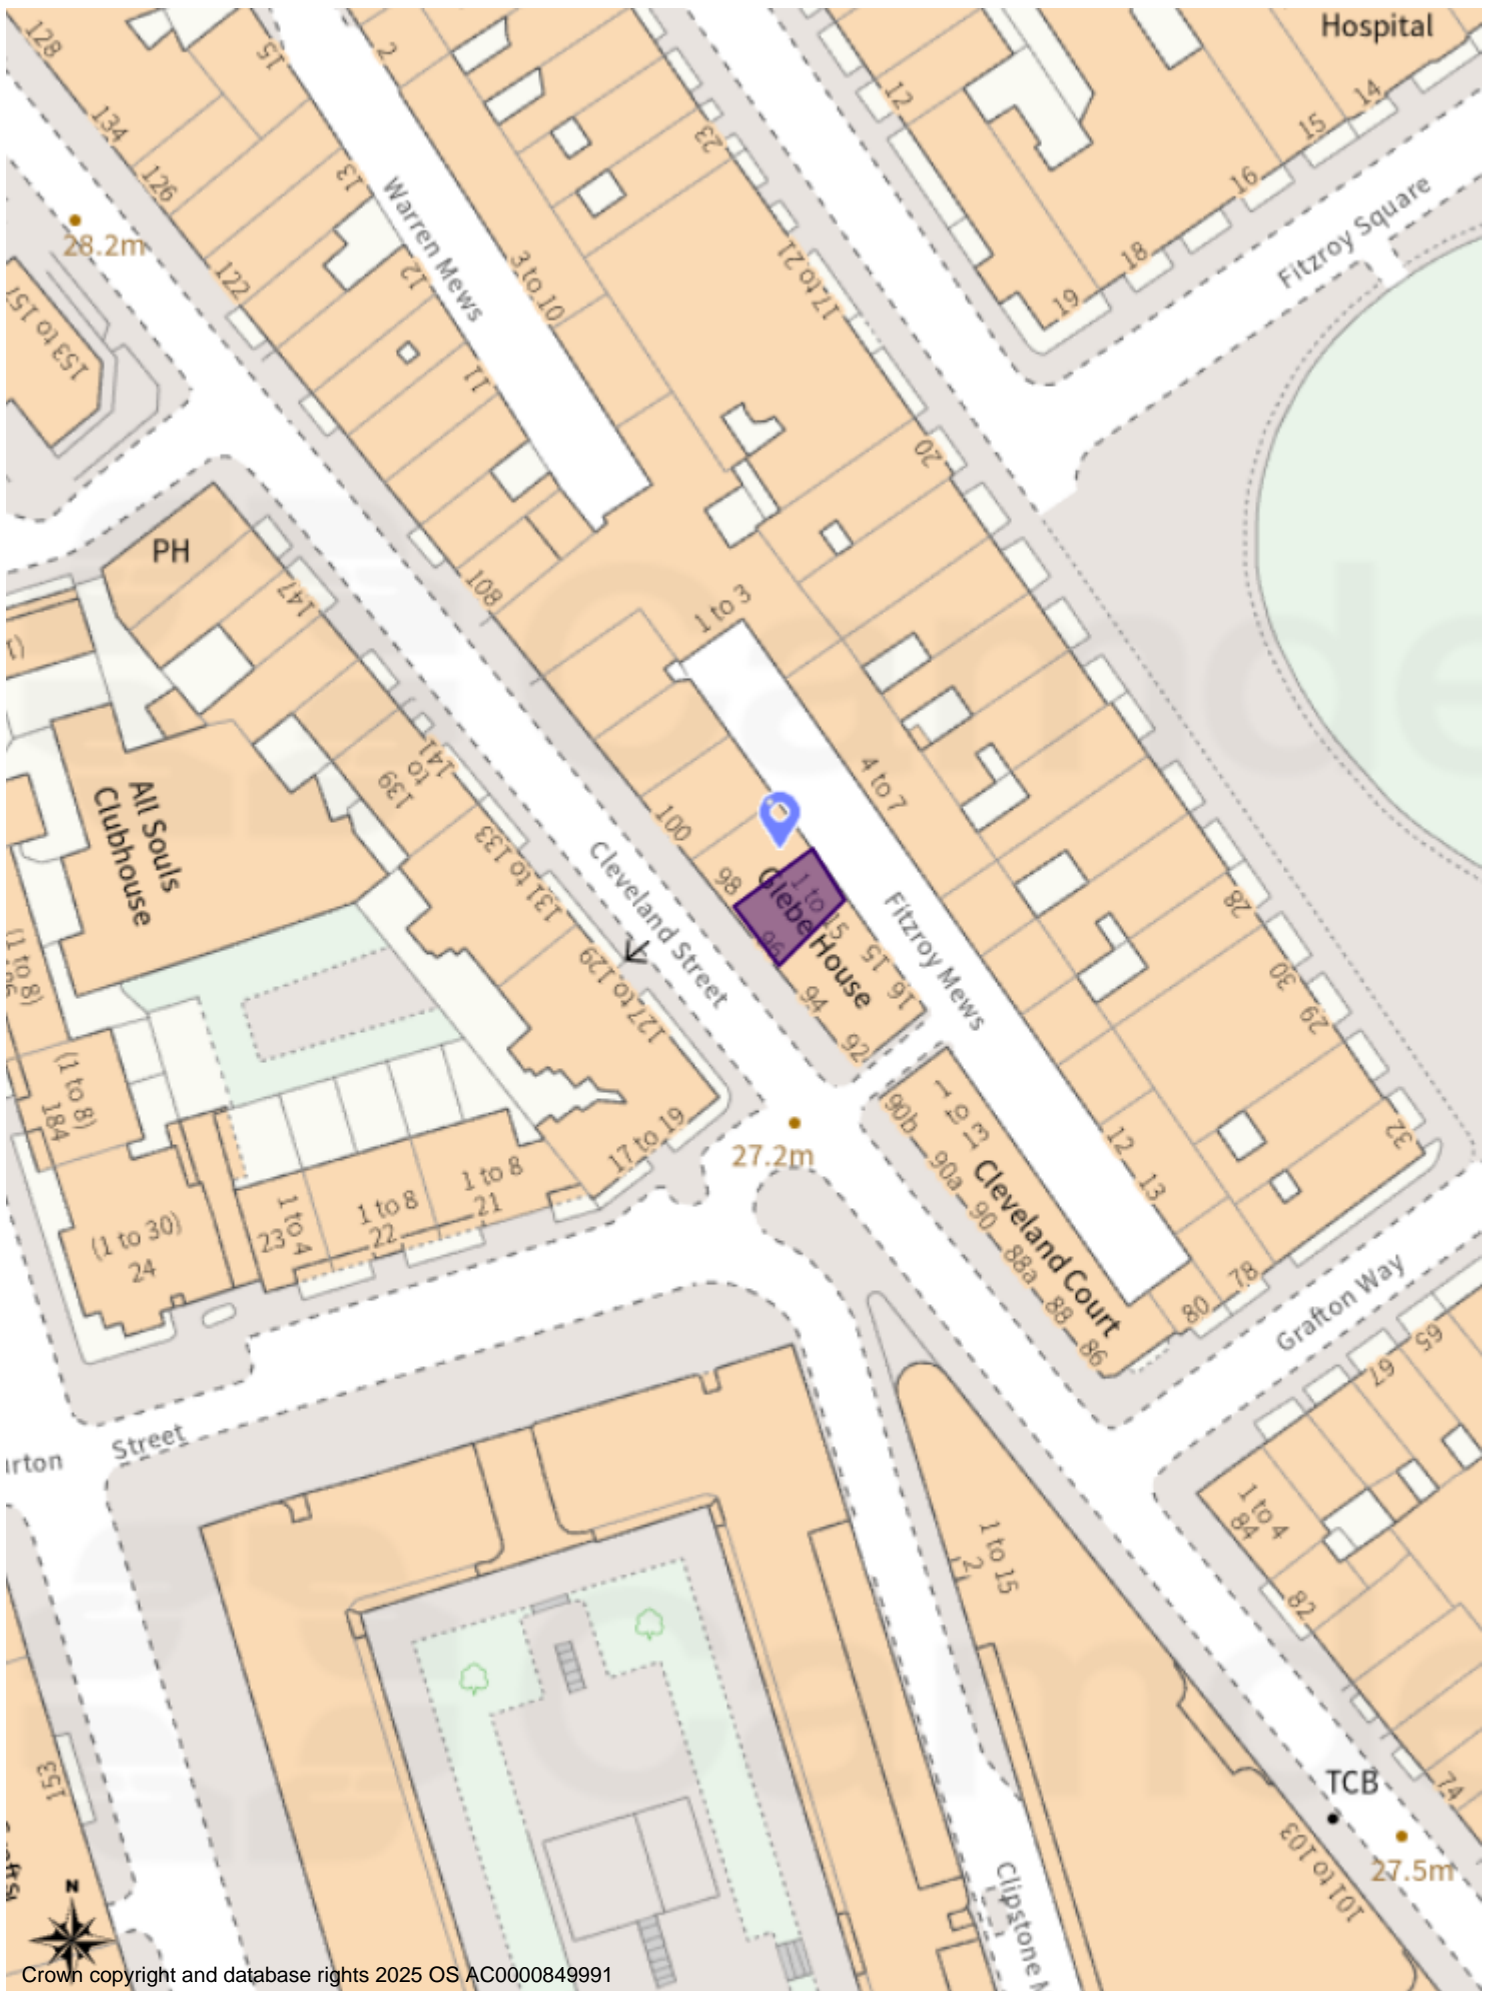 Hospital
128
15
2
134
126
13
Warren Mews
12
3 to 10
23
12
14
15
16
18
19
Fitzroy Square
28.2m
122
153 to 157
11
17 to 21
20
PH
147
108
1 to 3
141
to
139
All Souls
Clubhouse
131 to 133
100
4 to 7
98
Glebe House
1 to 15
96
94
92
15
16
Cleveland Street
Fitzroy Mews
28
30
29
32
127 to 129
(1 to 8)
(1 to 8)
184
17 to 19
27.2m
90b
90a
90
88a
88
86
1 to 13
Cleveland Court
12
13
80
78
Grafton Way
1 to 8
21
1 to 8
22
1 to 4
23
(1 to 30)
24
65
67
Street
1 to 4
84
82
1 to 15
2
153
TCB
74
101 to 103
27.5m
Clipstone M
N
Camde
Camde
Crown copyright and database rights 2025 OS AC0000849991